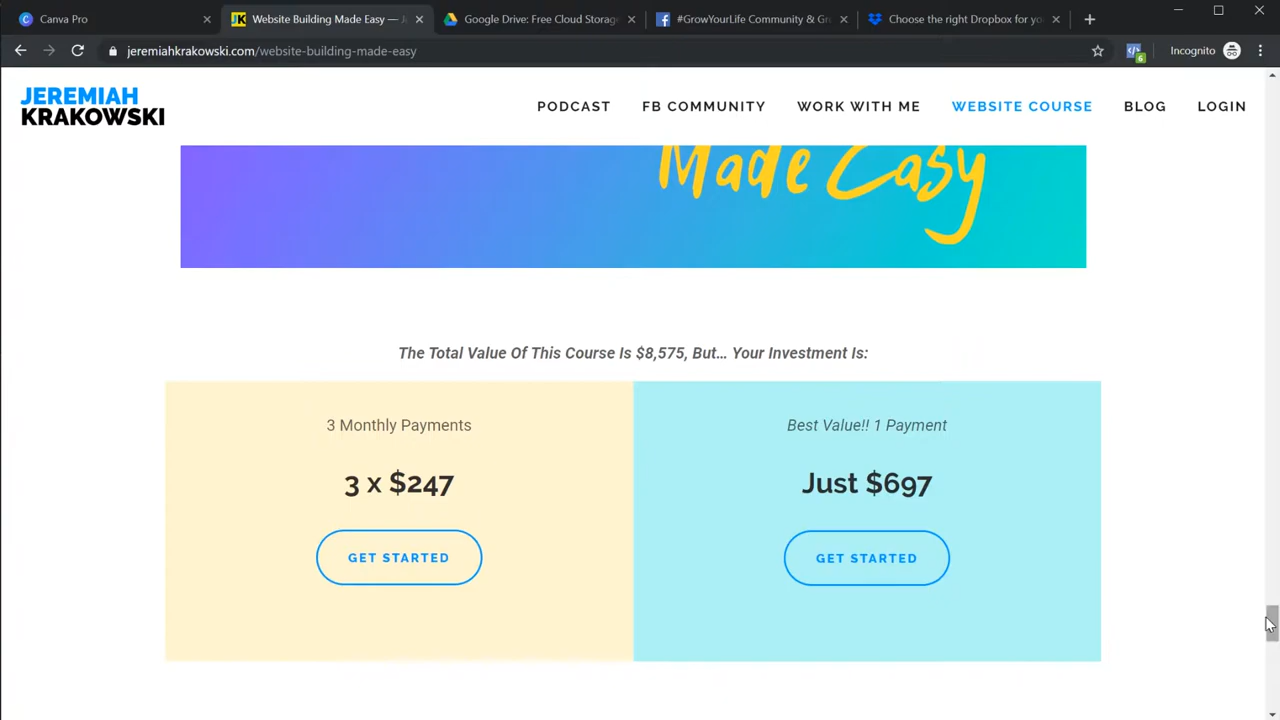 Canva Pro
JK
Website Building Made Easy — J
Google Drive: Free Cloud Storag
#GrowYourLife Community & Gr
Choose the right Dropbox for yo
jeremiahkrakowski.com/website-building-made-easy
Incognito
JEREMIAH
KRAKOWSKI
PODCAST
FB COMMUNITY
WORK WITH ME
WEBSITE COURSE
BLOG
LOGIN
Made Easy
The Total Value Of This Course Is $8,575, But... Your Investment Is:
3 Monthly Payments
3 x $247
GET STARTED
Best Value!! 1 Payment
Just $697
GET STARTED